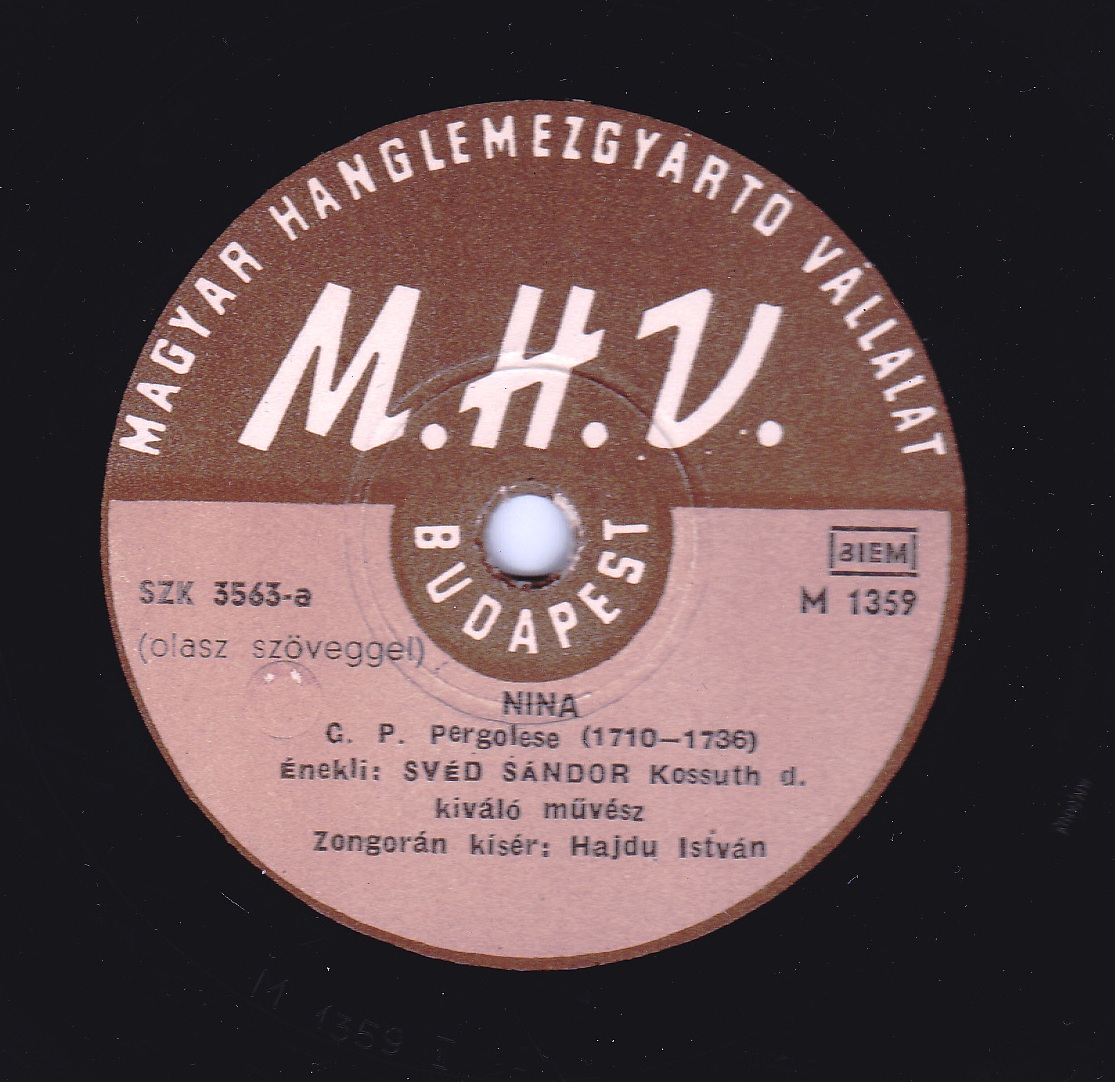 MAGYAR HANGLEMEZGYÁRTÓ VÁLLALAT
M.H.V.
BUDAPEST
BIEM
SZK 3563-a
M 1359
(olasz szöveggel)
NINA
G. P. Pergolese (1710—1736)
Énekli: SVÉD SÁNDOR Kossuth d.
kiváló művész
Zongorán kísér: Hajdu István
M 1359 I